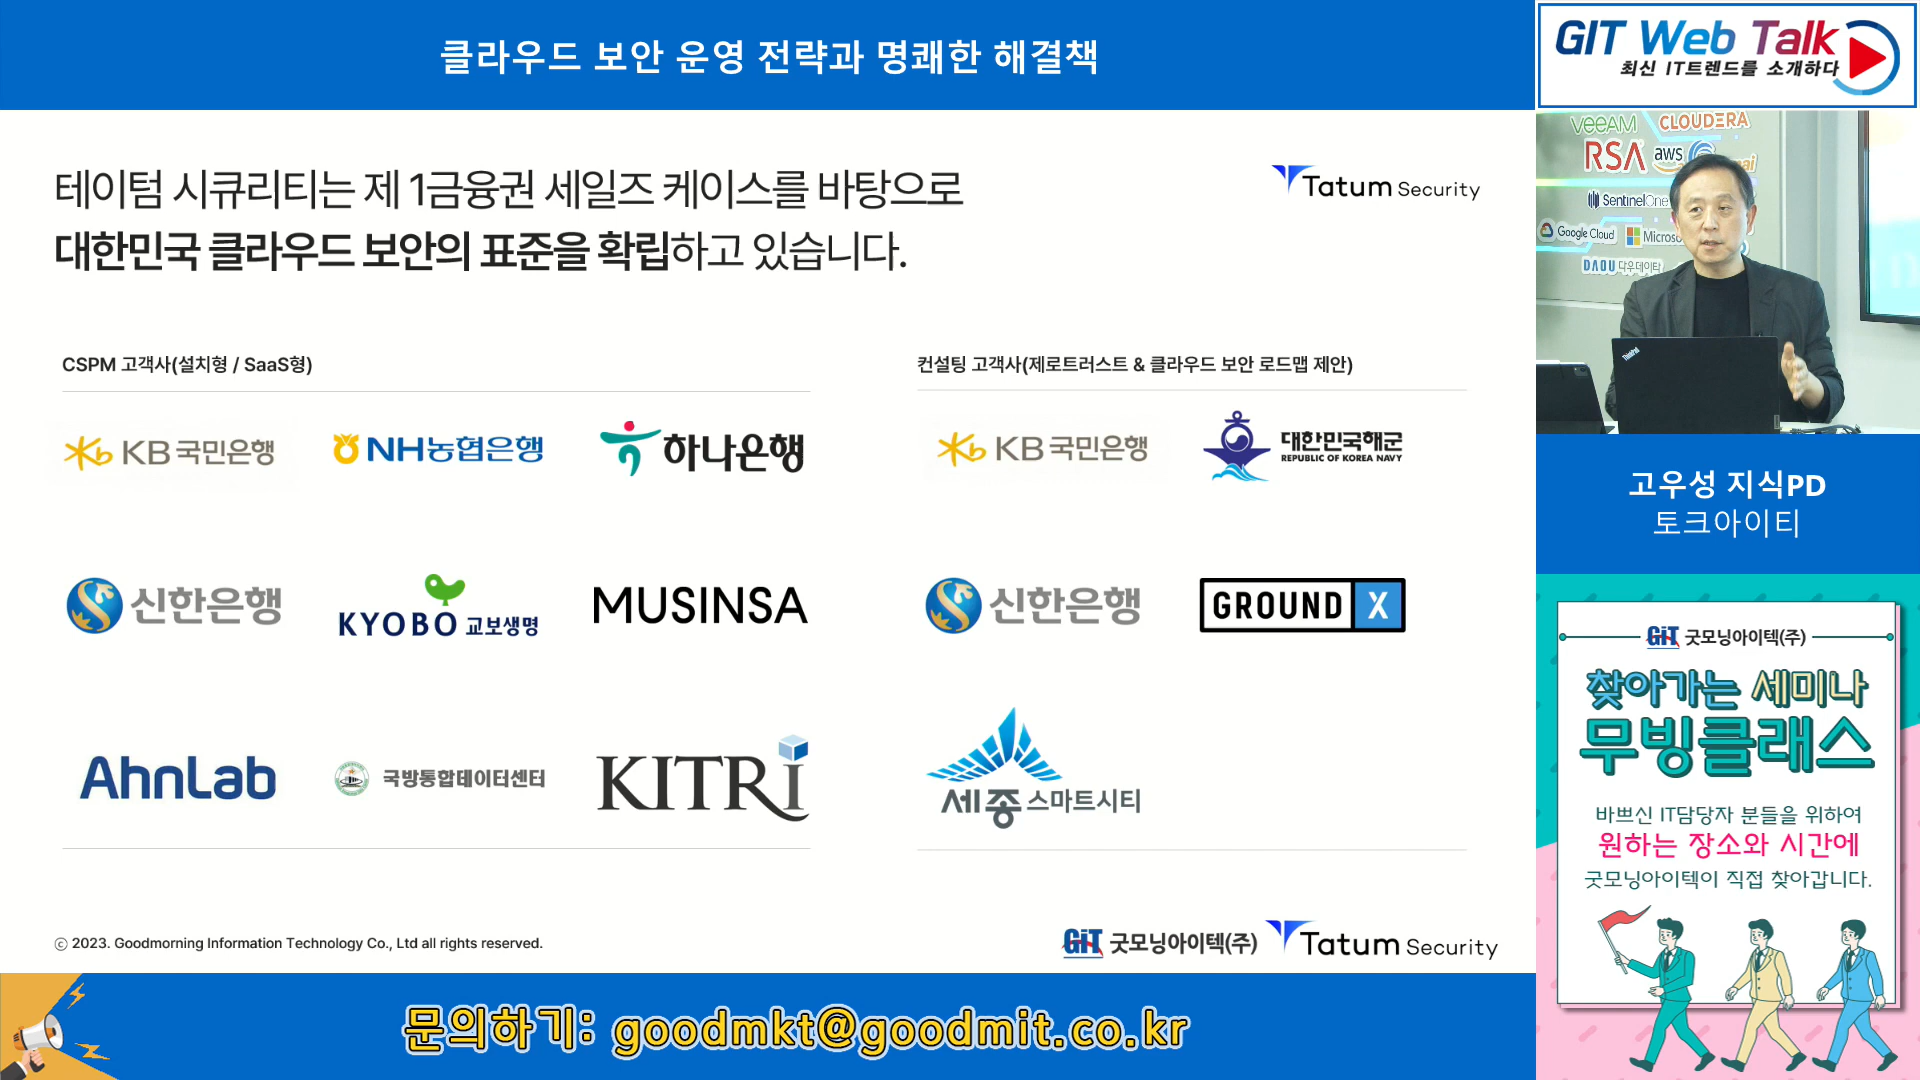 클라우드 보안 운영 전략과 명쾌한 해결책
GIT Web Talk
최신 IT트렌드를 소개하다
테이텀 시큐리티는 제 1금융권 세일즈 케이스를 바탕으로
대한민국 클라우드 보안의 표준을 확립하고 있습니다.
Tatum Security
CSPM 고객사(설치형 / SaaS형)
KB 국민은행
NH농협은행
하나은행
신한은행
KYOBO 교보생명
MUSINSA
AhnLab
국방통합데이터센터
KITRi
컨설팅 고객사(제로트러스트 & 클라우드 보안 로드맵 제안)
KB 국민은행
대한민국해군
REPUBLIC OF KOREA NAVY
신한은행
GROUND X
세종 스마트시티
ⓒ 2023. Goodmorning Information Technology Co., Ltd all rights reserved.
GiT 굿모닝아이텍(주)
Tatum Security
문의하기: goodmkt@goodmit.co.kr
veeAM
CLOUDERA
RSA
aws
SentinelOne
Google Cloud
DAOU 다우데이타
ThinkPad
고우성 지식PD
토크아이티
GiT 굿모닝아이텍(주)
찾아가는 세미나
무빙클래스
바쁘신 IT담당자 분들을 위하여
원하는 장소와 시간에
굿모닝아이텍이 직접 찾아갑니다.